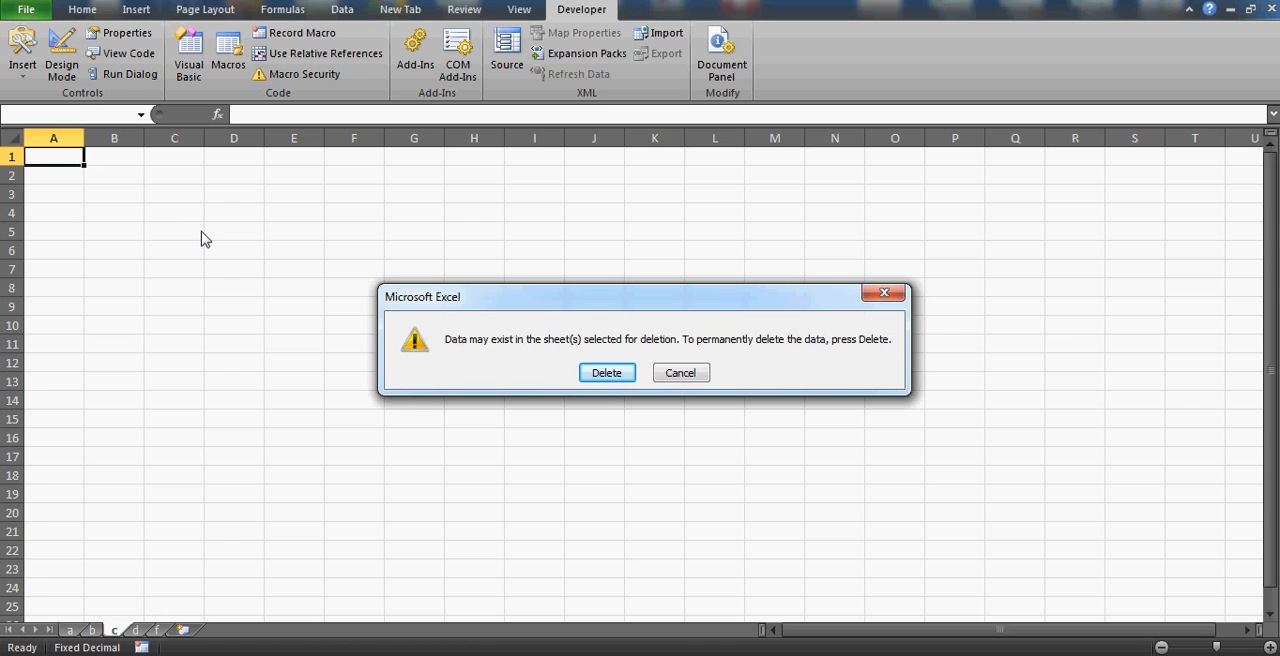 File Home Insert Page Layout Formulas Data New Tab Review View Developer
Properties Record Macro Map Properties Import
View Code Use Relative References Expansion Packs Export
Insert Design Mode Run Dialog Visual Basic Macros Macro Security Add-Ins COM Add-Ins Source Refresh Data Document Panel
Controls Code Add-Ins XML Modify
fx
A B C D E F G H I J K L M N O P Q R S T U
1
2
3
4
5
6
7
8
Microsoft Excel
9
10
Data may exist in the sheet(s) selected for deletion. To permanently delete the data, press Delete.
11
12
Delete Cancel
13
14
15
16
17
18
19
20
21
22
23
24
25
a b c d f
Ready Fixed Decimal